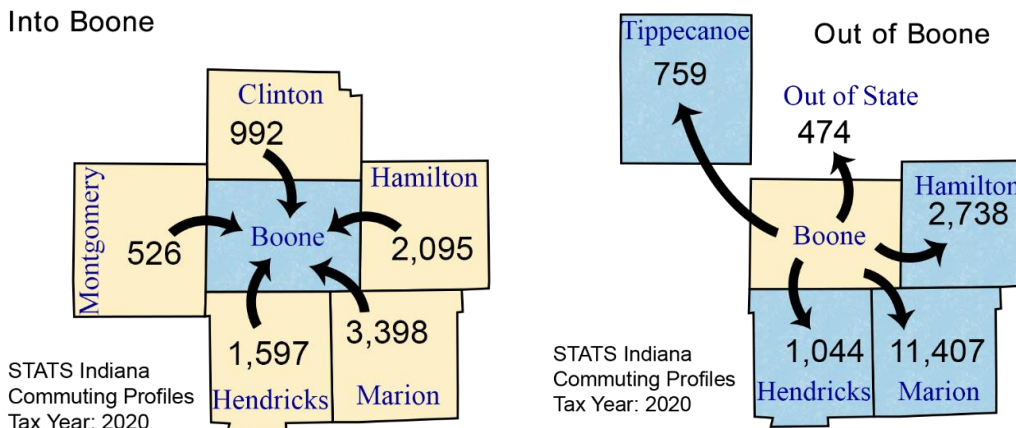 Into Boone
Clinton
992
Hamilton
2,095
Montgomery
526
Boone
3,398
1,597
Hendricks
Marion
STATS Indiana
Commuting Profiles
Tax Year: 2020
Out of Boone
Tippecanoe
759
Out of State
474
Hamilton
2,738
Boone
1,044
11,407
Hendricks
Marion
STATS Indiana
Commuting Profiles
Tax Year: 2020